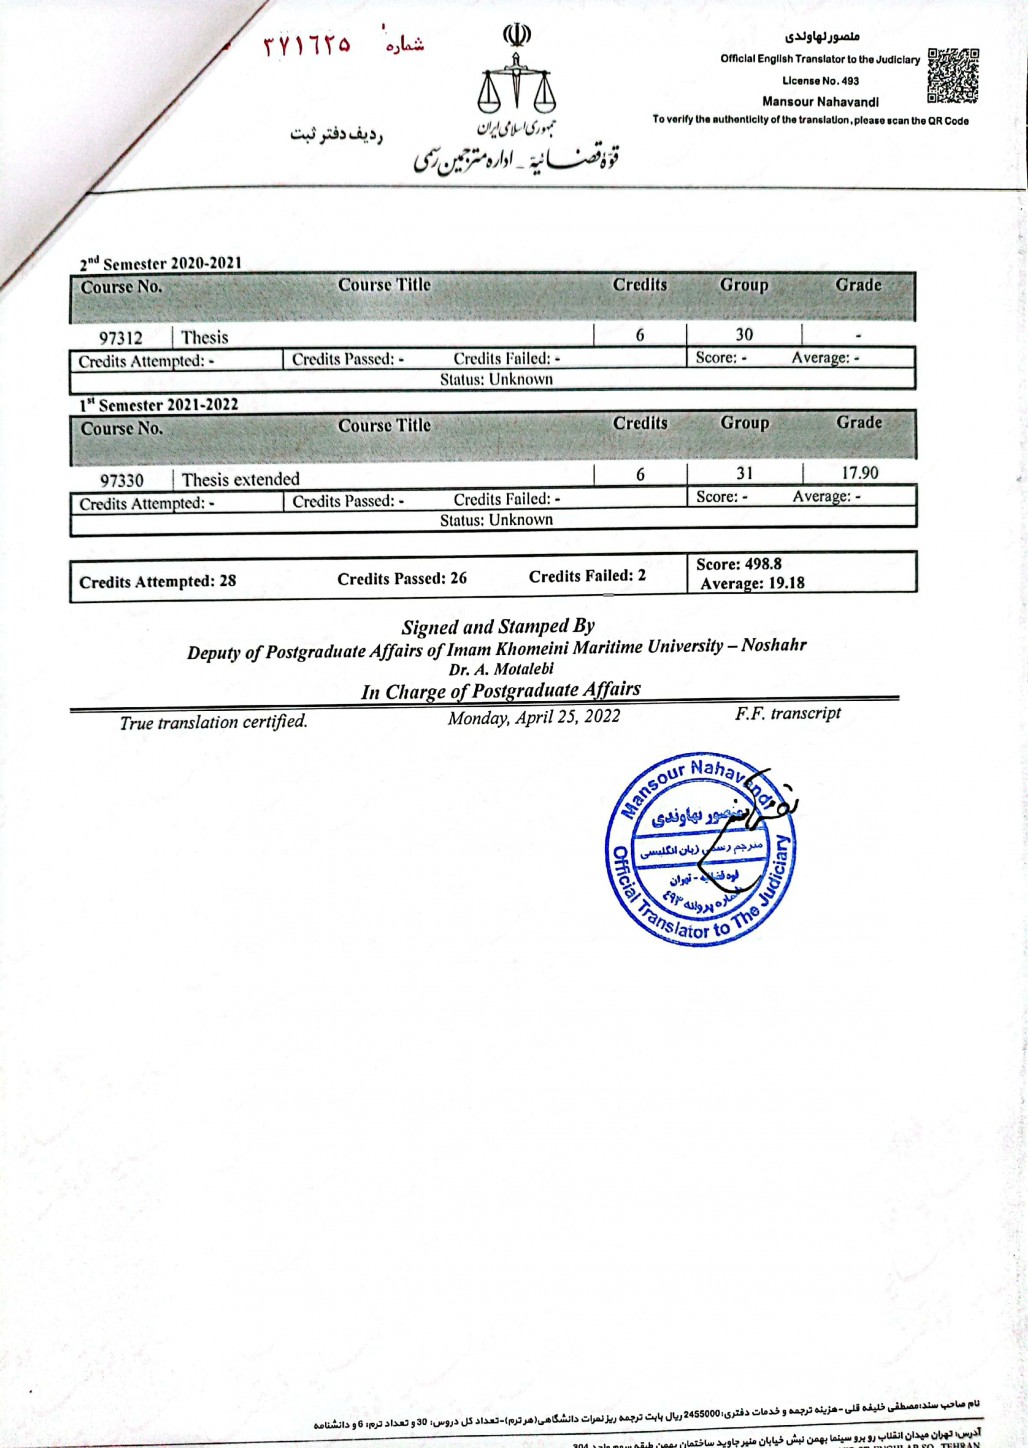 شماره ۳۷۱٦۲۵
ردیف دفتر ثبت
جمهوری اسلامی ایران
قوّۀ قضائیّه - اداره مترجمین رسمی
منصور نهاوندی
Official English Translator to the Judiciary
License No. 493
Mansour Nahavandi
To verify the authenticity of the translation, please scan the QR Code
2nd Semester 2020-2021
Course No. Course Title Credits Group Grade
97312 Thesis 6 30 -
Credits Attempted: - Credits Passed: - Credits Failed: - Score: - Average: -
Status: Unknown
1st Semester 2021-2022
Course No. Course Title Credits Group Grade
97330 Thesis extended 6 31 17.90
Credits Attempted: - Credits Passed: - Credits Failed: - Score: - Average: -
Status: Unknown
Credits Attempted: 28 Credits Passed: 26 Credits Failed: 2 Score: 498.8
Average: 19.18
Signed and Stamped By
Deputy of Postgraduate Affairs of Imam Khomeini Maritime University – Noshahr
Dr. A. Motalebi
In Charge of Postgraduate Affairs
True translation certified. Monday, April 25, 2022 F.F. transcript
Mansour Nahavandi
منصور نهاوندی
مترجم رسمی زبان انگلیسی
قوه قضائیه - تهران
شماره پروانه ۴۹۳
Official Translator to The Judiciary
نام صاحب سند:مصطفی خلیفه قلی -هزینه ترجمه و خدمات دفتری:2455000 ریال بابت ترجمه ریز نمرات دانشگاهی(هر ترم)-تعداد کل دروس: 30 و تعداد ترم: 6 و دانشنامه
آدرس: تهران میدان انقلاب رو برو سینما بهمن نبش خیابان منیر جاوید ساختمان بهمن طبقه سوم واحد 304